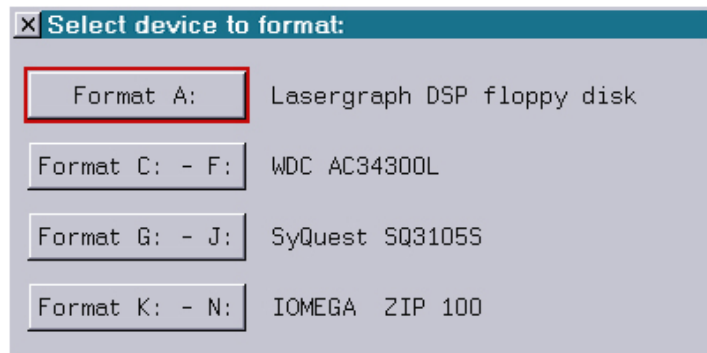 Select device to format:
Format A: Lasergraph DSP floppy disk
Format C: - F: WDC AC34300L
Format G: - J: SyQuest SQ3105S
Format K: - N: IOMEGA  ZIP 100